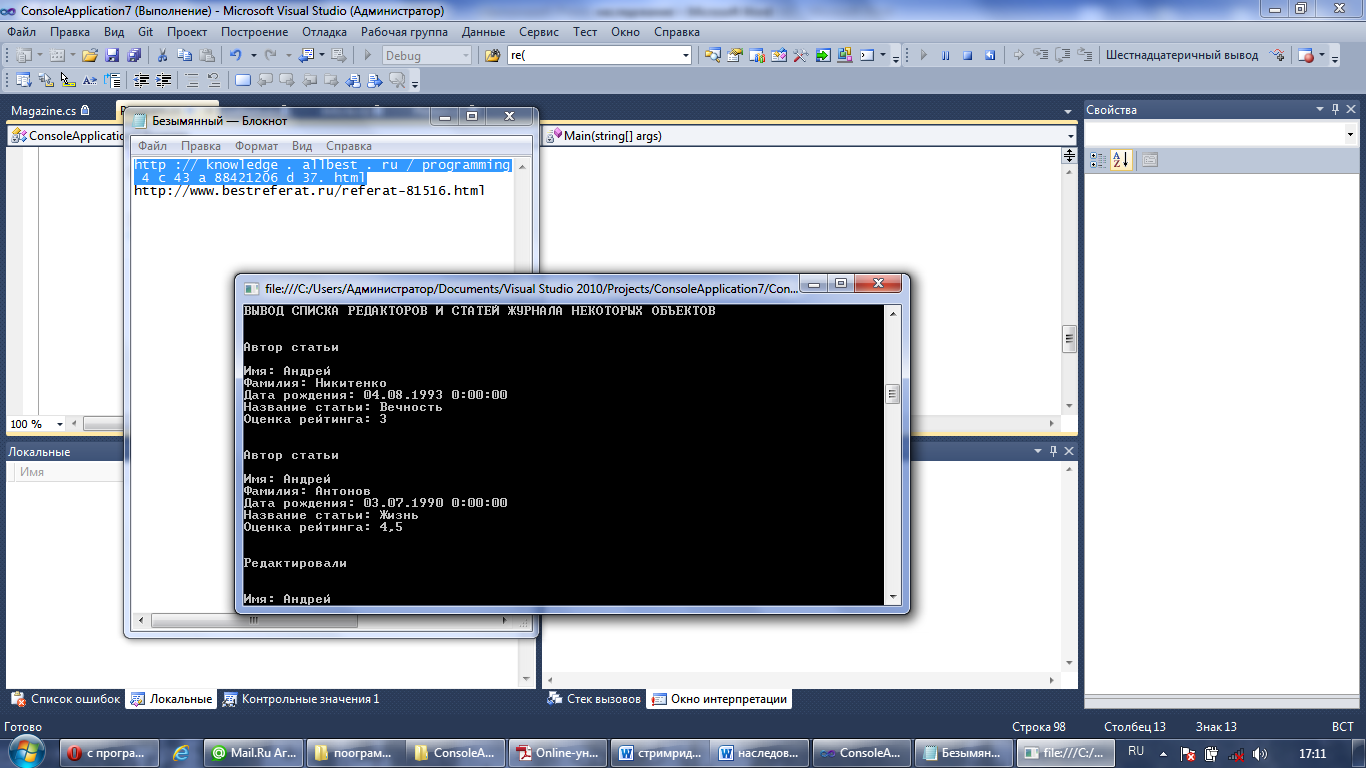 ConsoleApplication7 (Выполнение) - Microsoft Visual Studio (Администратор)
Файл Правка Вид Git Проект Построение Отладка Рабочая группа Данные Сервис Тест Окно Справка
Debug re(
Шестнадцатеричный вывод
Magazine.cs
ConsoleApplicatio
Main(string[] args)
Свойства
Безымянный — Блокнот
Файл Правка Формат Вид Справка
http :// knowledge . allbest . ru / programming
4 c 43 a 88421206 d 37. html
http://www.bestreferat.ru/referat-81516.html
file:///C:/Users/Администратор/Documents/Visual Studio 2010/Projects/ConsoleApplication7/Con...
ВЫВОД СПИСКА РЕДАКТОРОВ И СТАТЕЙ ЖУРНАЛА НЕКОТОРЫХ ОБЪЕКТОВ
Автор статьи
Имя: Андрей
Фамилия: Никитенко
Дата рождения: 04.08.1993 0:00:00
Название статьи: Вечность
Оценка рейтинга: 3
Автор статьи
Имя: Андрей
Фамилия: Антонов
Дата рождения: 03.07.1990 0:00:00
Название статьи: Жизнь
Оценка рейтинга: 4,5
Редактировали
Имя: Андрей
100 %
Локальные
Имя
Список ошибок Локальные Контрольные значения 1
Стек вызовов Окно интерпретации
Готово Строка 98 Столбец 13 Знак 13 ВСТ
с програ... Mail.Ru Аг... поограм... ConsoleA... Online-ун... стримрид... наследов... ConsoleA... Безымян... file:///C:/... RU 17:11